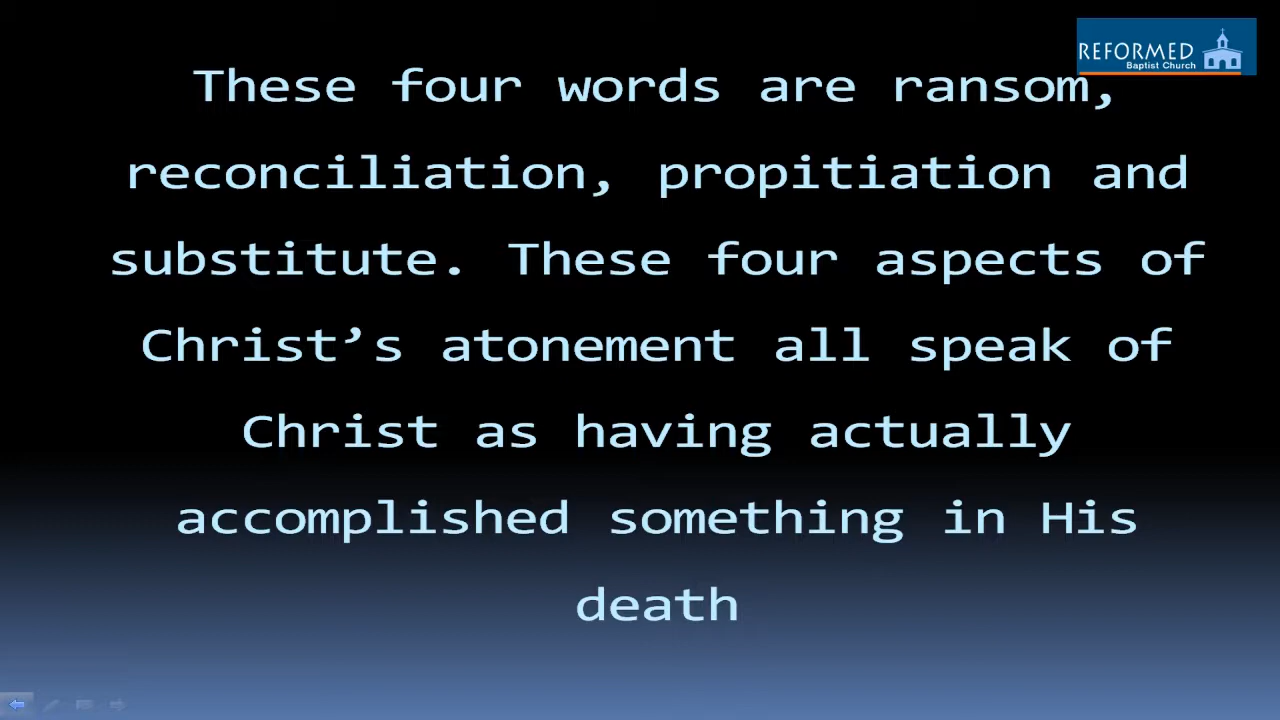 REFORMED
Baptist Church
These four words are ransom,
reconciliation, propitiation and
substitute. These four aspects of
Christ’s atonement all speak of
Christ as having actually
accomplished something in His
death